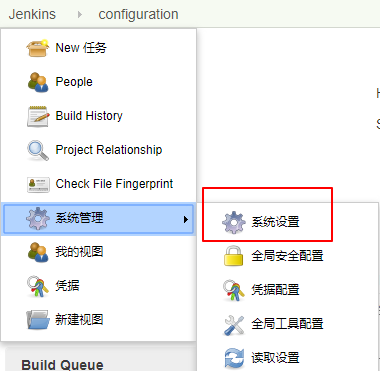 Jenkins configuration
New 任务
People
Build History
Project Relationship
Check File Fingerprint
系统管理
我的视图
凭据
新建视图
Build Queue
系统设置
全局安全配置
凭据配置
全局工具配置
读取设置